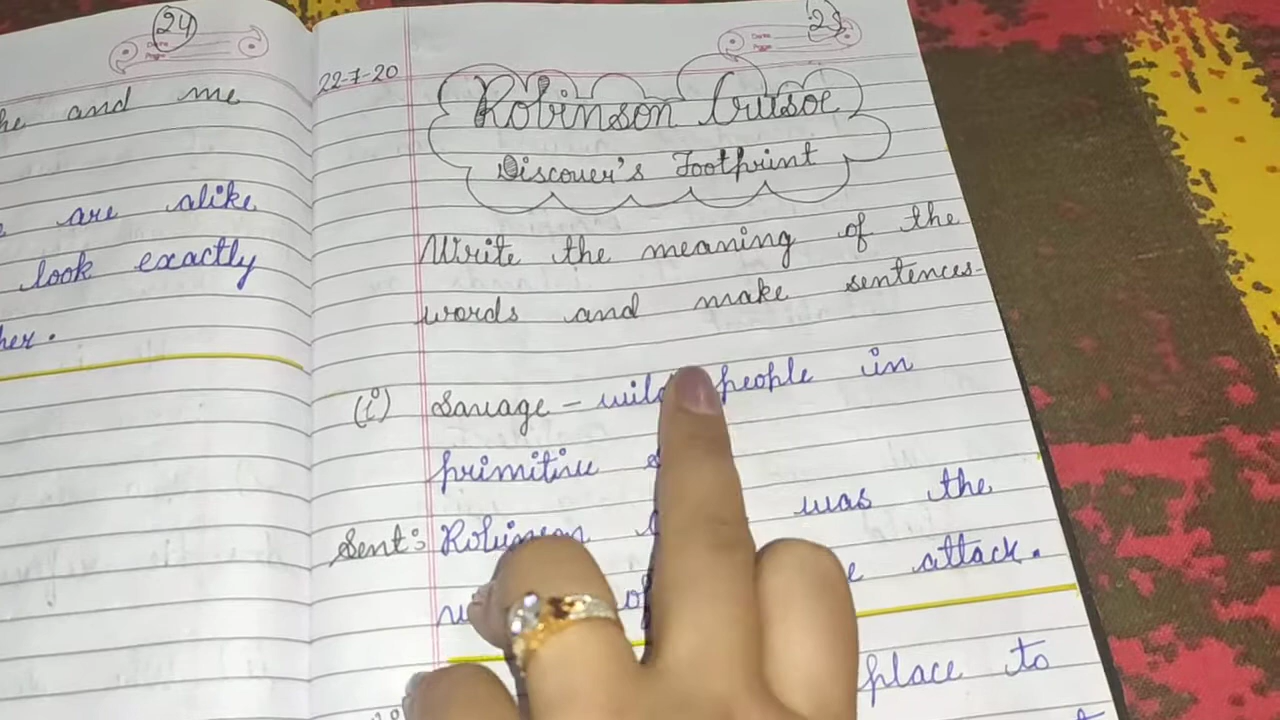 24
he and me
are alike
look exactly
her.
23
22-7-20
Robinson Crusoe
Discover's Footprint
Write the meaning of the
words and make sentences-
(i) Savage - people in
primitive
Sent: Robinson was the
attack.
place to